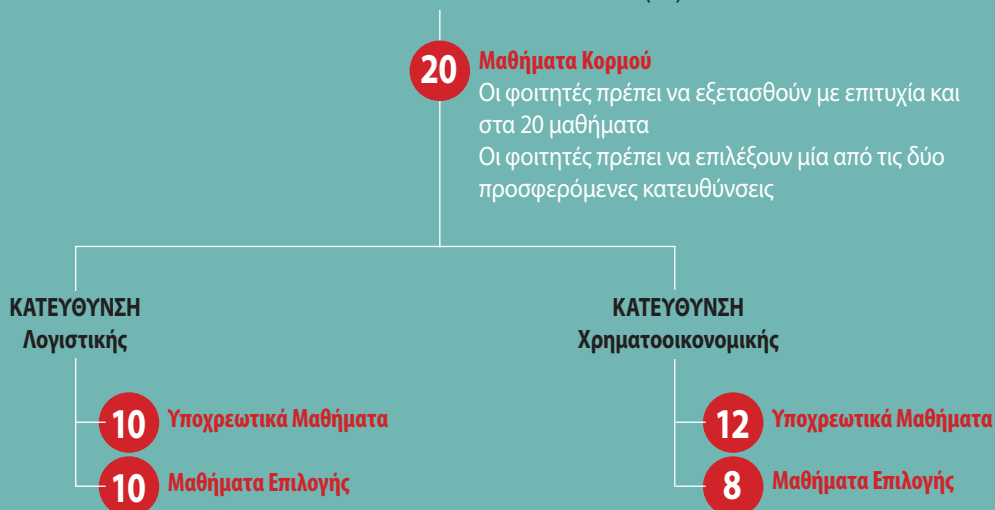 20 Μαθήματα Κορμού
Οι φοιτητές πρέπει να εξετασθούν με επιτυχία και
στα 20 μαθήματα
Οι φοιτητές πρέπει να επιλέξουν μία από τις δύο
προσφερόμενες κατευθύνσεις
ΚΑΤΕΥΘΥΝΣΗ
Λογιστικής
10 Υποχρεωτικά Μαθήματα
10 Μαθήματα Επιλογής
ΚΑΤΕΥΘΥΝΣΗ
Χρηματοοικονομικής
12 Υποχρεωτικά Μαθήματα
8 Μαθήματα Επιλογής